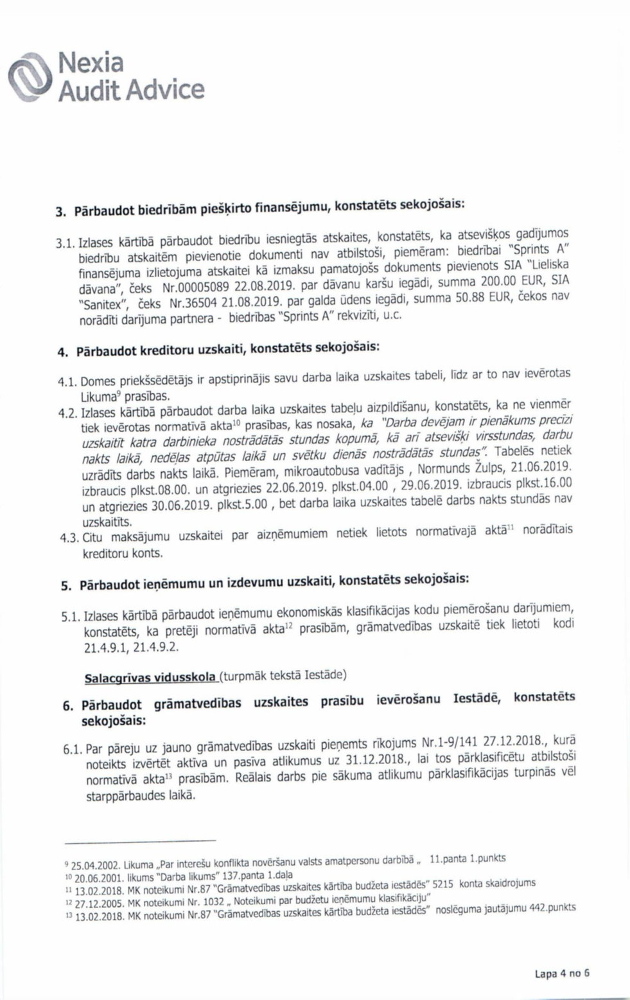 Nexia
Audit Advice
3. Pārbaudot biedrībām piešķirto finansējumu, konstatēts sekojošais:
3.1. Izlases kārtībā pārbaudot biedrību iesniegtās atskaites, konstatēts, ka atsevišķos gadījumos
biedrību atskaitēm pievienotie dokumenti nav atbilstoši, piemēram: biedrībai "Sprints A"
finansējuma izlietojuma atskaitei kā izmaksu pamatojošs dokuments pievienots SIA "Lieliska
dāvana", čeks Nr.00005089 22.08.2019. par dāvanu karšu iegādi, summa 200.00 EUR, SIA
"Sanitex", čeks Nr.36504 21.08.2019. par galda ūdens iegādi, summa 50.88 EUR, čekos nav
norādīti darījuma partnera - biedrības "Sprints A" rekvizīti, u.c.
4. Pārbaudot kreditoru uzskaiti, konstatēts sekojošais:
4.1. Domes priekšsēdētājs ir apstiprinājis savu darba laika uzskaites tabeli, līdz ar to nav ievērotas
Likuma⁹ prasības.
4.2. Izlases kārtībā pārbaudot darba laika uzskaites tabeļu aizpildīšanu, konstatēts, ka ne vienmēr
tiek ievērotas normatīvā akta¹⁰ prasības, kas nosaka, ka "Darba devējam ir pienākums precīzi
uzskaitīt katra darbinieka nostrādātās stundas kopumā, kā arī atsevišķi virsstundas, darbu
nakts laikā, nedēļas atpūtas laikā un svētku dienās nostrādātās stundas". Tabelēs netiek
uzrādīts darbs nakts laikā. Piemēram, mikroautobusa vadītājs , Normunds Žulps, 21.06.2019.
izbraucis plkst.08.00. un atgriezies 22.06.2019. plkst.04.00 , 29.06.2019. izbraucis plkst.16.00
un atgriezies 30.06.2019. plkst.5.00 , bet darba laika uzskaites tabelē darbs nakts stundās nav
uzskaitīts.
4.3. Citu maksājumu uzskaitei par aizņēmumiem netiek lietots normatīvajā aktā¹¹ norādītais
kreditoru konts.
5. Pārbaudot ieņēmumu un izdevumu uzskaiti, konstatēts sekojošais:
5.1. Izlases kārtībā pārbaudot ieņēmumu ekonomiskās klasifikācijas kodu piemērošanu darījumiem,
konstatēts, ka pretēji normatīvā akta¹² prasībām, grāmatvedības uzskaitē tiek lietoti kodi
21.4.9.1, 21.4.9.2.
Salacgrīvas vidusskola (turpmāk tekstā Iestāde)
6. Pārbaudot grāmatvedības uzskaites prasību ievērošanu Iestādē, konstatēts
sekojošais:
6.1. Par pāreju uz jauno grāmatvedības uzskaiti pieņemts rīkojums Nr.1-9/141 27.12.2018., kurā
noteikts izvērtēt aktīva un pasīva atlikumus uz 31.12.2018., lai tos pārklasificētu atbilstoši
normatīvā akta¹³ prasībām. Reālais darbs pie sākuma atlikumu pārklasifikācijas turpinās vēl
starppārbaudes laikā.
⁹ 25.04.2002. Likuma „Par interešu konflikta novēršanu valsts amatpersonu darbībā „ 11.panta 1.punkts
¹⁰ 20.06.2001. likums "Darba likums" 137.panta 1.daļa
¹¹ 13.02.2018. MK noteikumi Nr.87 "Grāmatvedības uzskaites kārtība budžeta iestādēs" 5215 konta skaidrojums
¹² 27.12.2005. MK noteikumi Nr. 1032 „ Noteikumi par budžetu ieņēmumu klasifikāciju"
¹³ 13.02.2018. MK noteikumi Nr.87 "Grāmatvedības uzskaites kārtība budžeta iestādēs" noslēguma jautājumu 442.punkts
Lapa 4 no 6